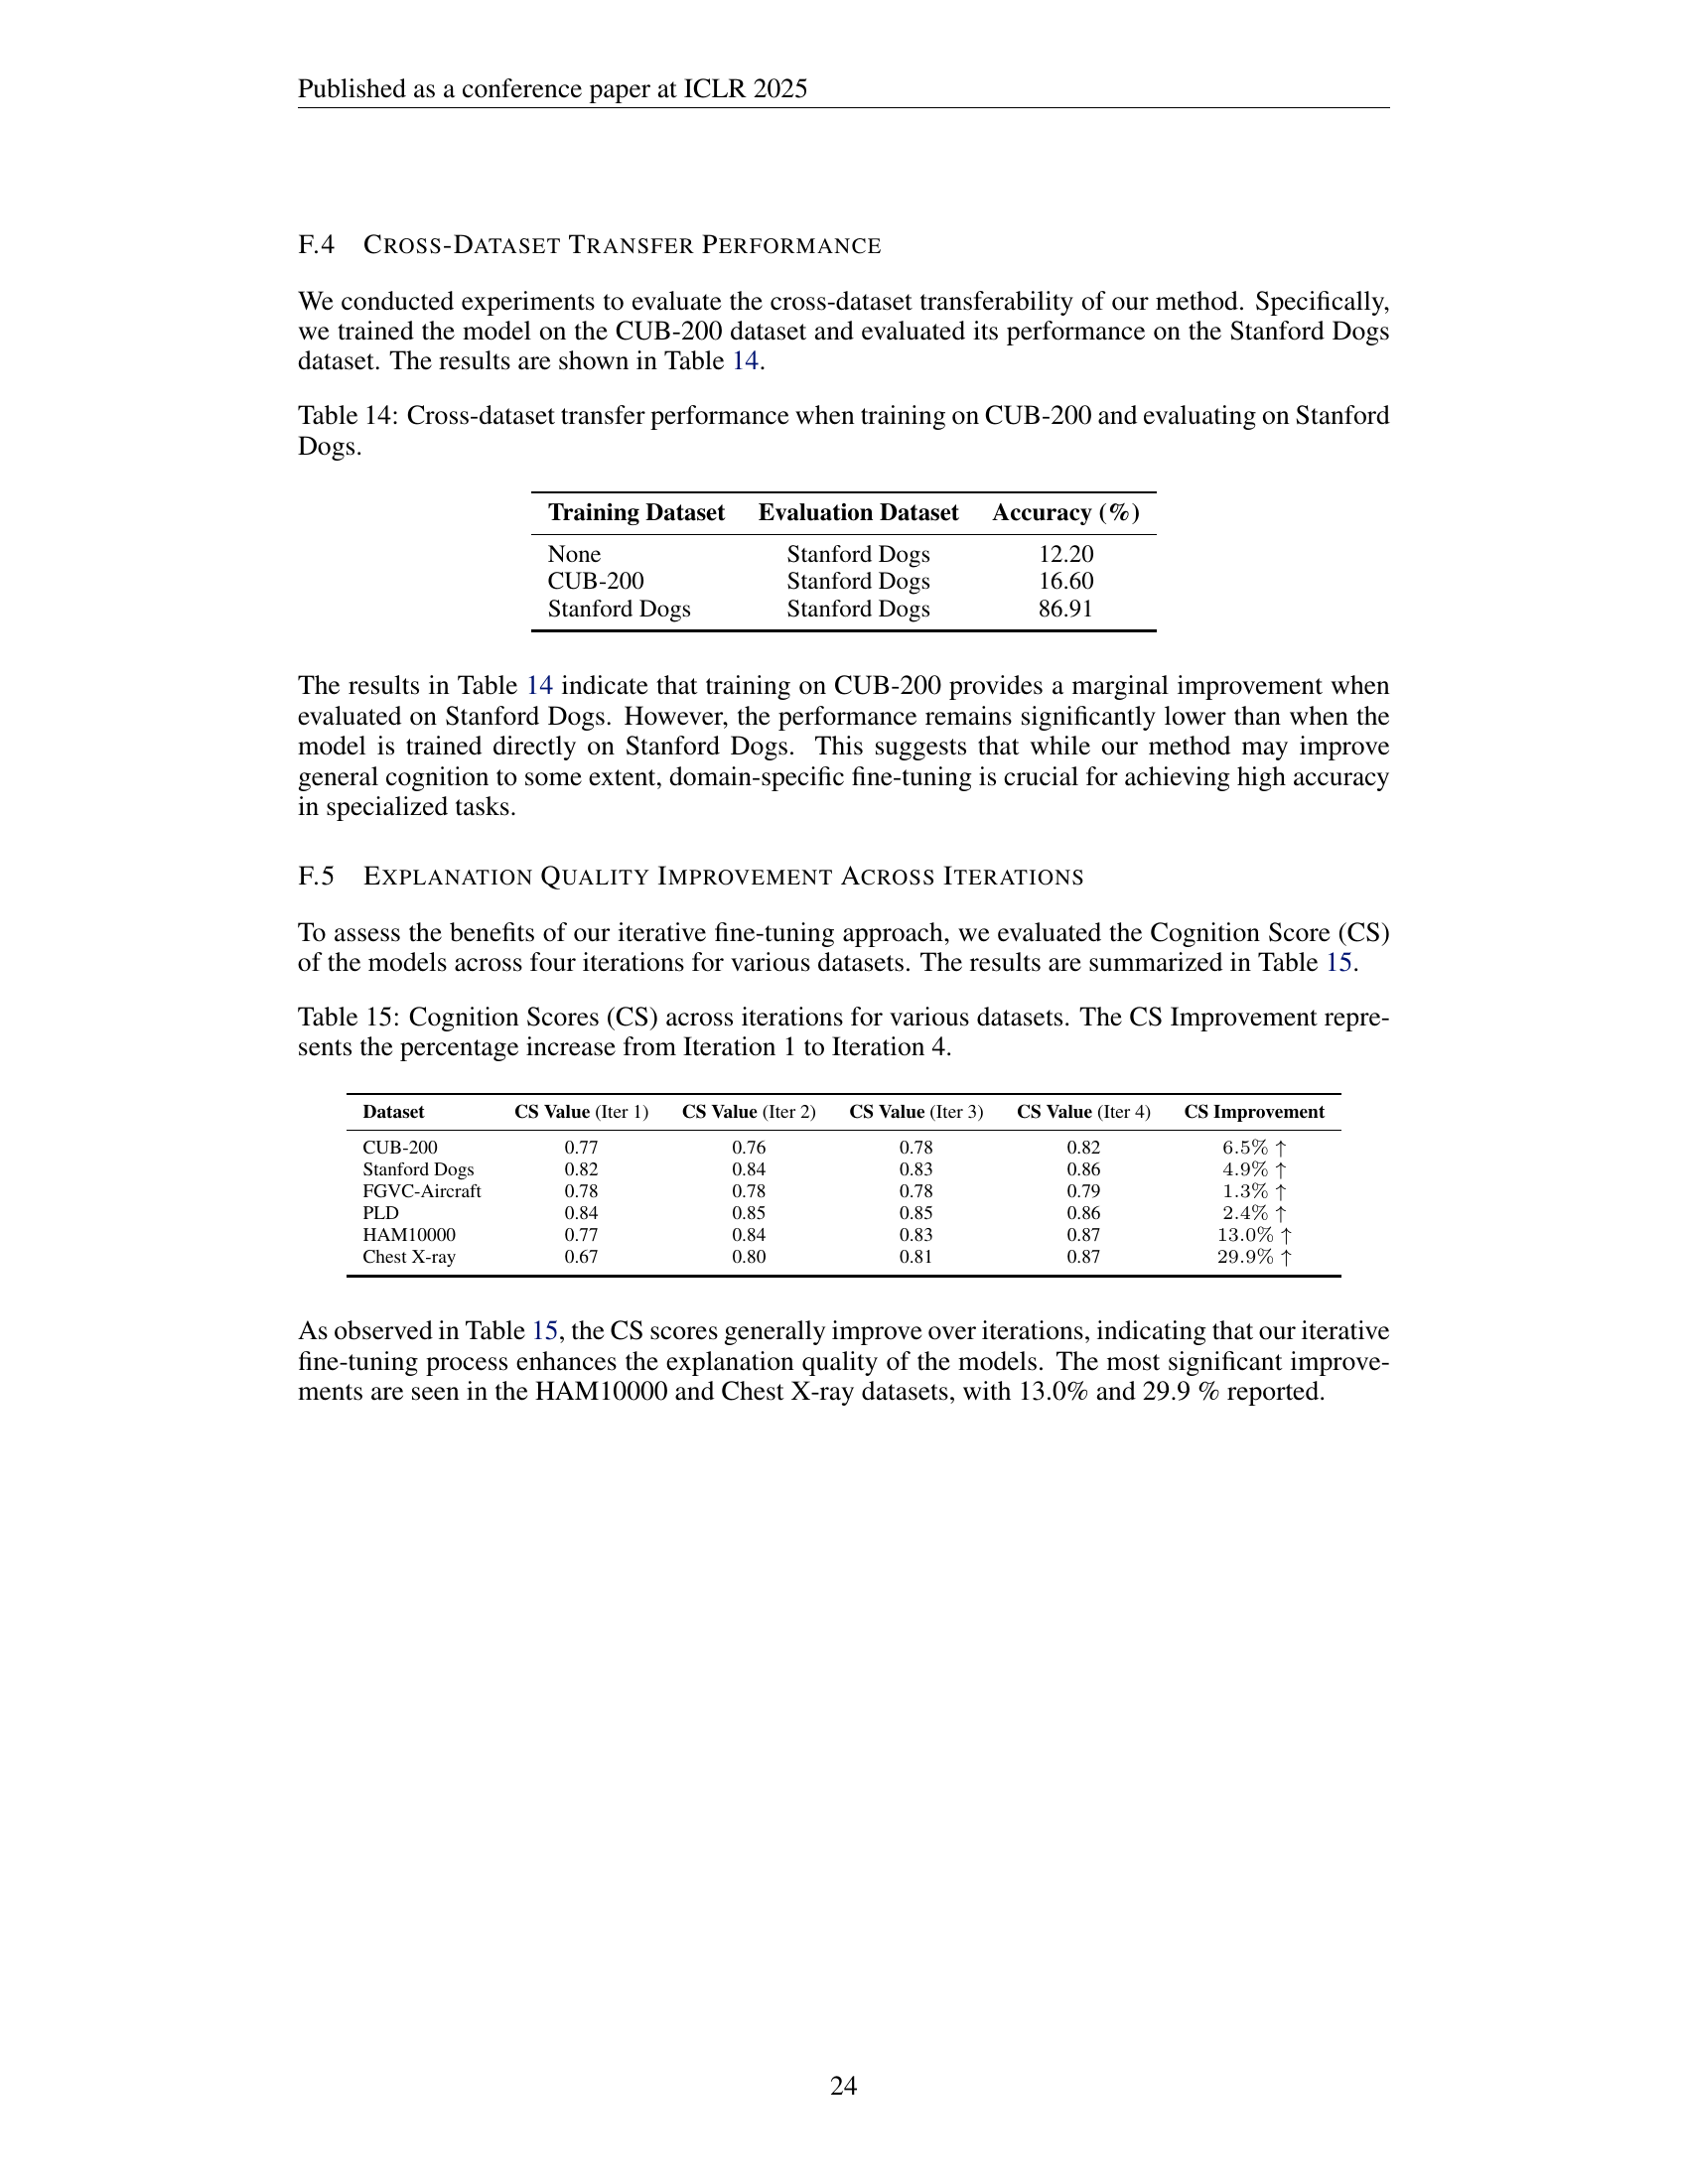 Published as a conference paper at ICLR 2025
F.4 CROSS-DATASET TRANSFER PERFORMANCE
We conducted experiments to evaluate the cross-dataset transferability of our method. Specifically,
we trained the model on the CUB-200 dataset and evaluated its performance on the Stanford Dogs
dataset. The results are shown in Table 14.
Table 14: Cross-dataset transfer performance when training on CUB-200 and evaluating on Stanford
Dogs.
Training Dataset Evaluation Dataset Accuracy (%)
None Stanford Dogs 12.20
CUB-200 Stanford Dogs 16.60
Stanford Dogs Stanford Dogs 86.91
The results in Table 14 indicate that training on CUB-200 provides a marginal improvement when
evaluated on Stanford Dogs. However, the performance remains significantly lower than when the
model is trained directly on Stanford Dogs. This suggests that while our method may improve
general cognition to some extent, domain-specific fine-tuning is crucial for achieving high accuracy
in specialized tasks.
F.5 EXPLANATION QUALITY IMPROVEMENT ACROSS ITERATIONS
To assess the benefits of our iterative fine-tuning approach, we evaluated the Cognition Score (CS)
of the models across four iterations for various datasets. The results are summarized in Table 15.
Table 15: Cognition Scores (CS) across iterations for various datasets. The CS Improvement repre-
sents the percentage increase from Iteration 1 to Iteration 4.
Dataset CS Value (Iter 1) CS Value (Iter 2) CS Value (Iter 3) CS Value (Iter 4) CS Improvement
CUB-200 0.77 0.76 0.78 0.82 6.5% ↑
Stanford Dogs 0.82 0.84 0.83 0.86 4.9% ↑
FGVC-Aircraft 0.78 0.78 0.78 0.79 1.3% ↑
PLD 0.84 0.85 0.85 0.86 2.4% ↑
HAM10000 0.77 0.84 0.83 0.87 13.0% ↑
Chest X-ray 0.67 0.80 0.81 0.87 29.9% ↑
As observed in Table 15, the CS scores generally improve over iterations, indicating that our iterative
fine-tuning process enhances the explanation quality of the models. The most significant improve-
ments are seen in the HAM10000 and Chest X-ray datasets, with 13.0% and 29.9 % reported.
24